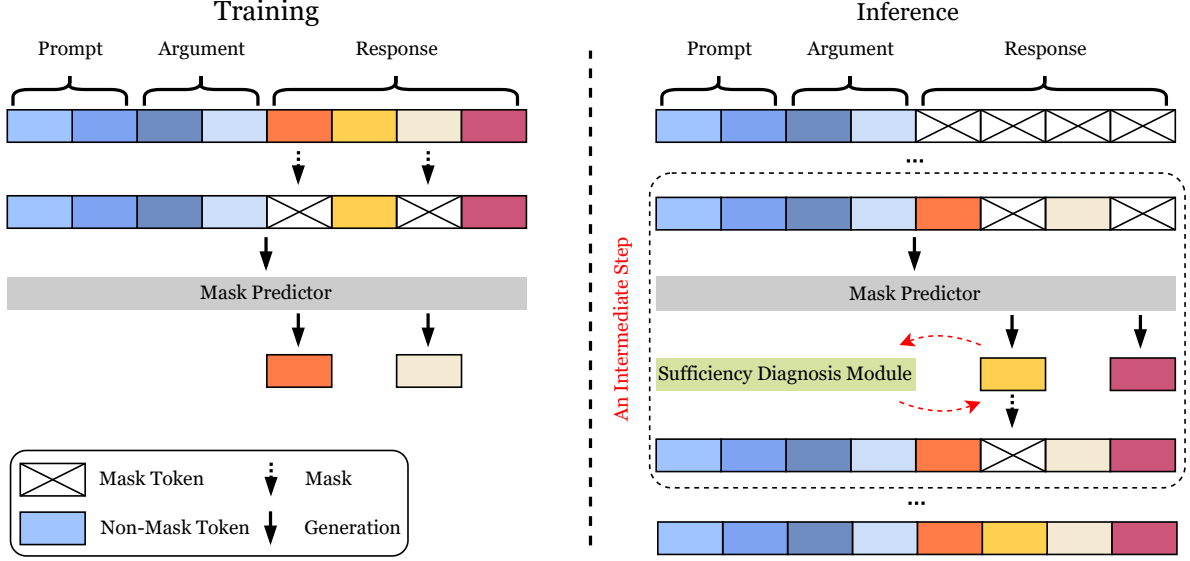 Training
Prompt
Argument
Response
Mask Predictor
Mask Token
Mask
Non-Mask Token
Generation
Inference
Prompt
Argument
Response
...
An Intermediate Step
Mask Predictor
Sufficiency Diagnosis Module
...